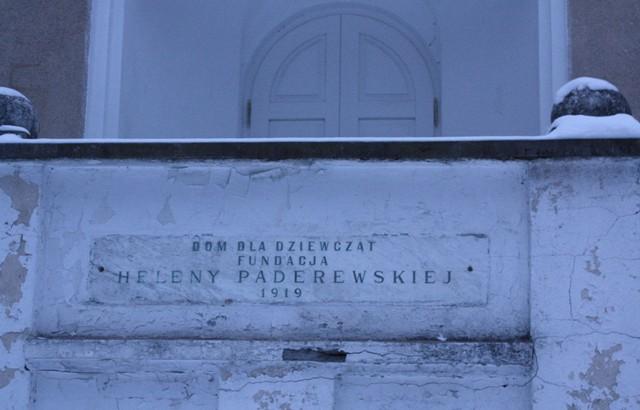 DOM DLA DZIEWCZĄT
FUNDACJA
HELENY PADEREWSKIEJ
1919